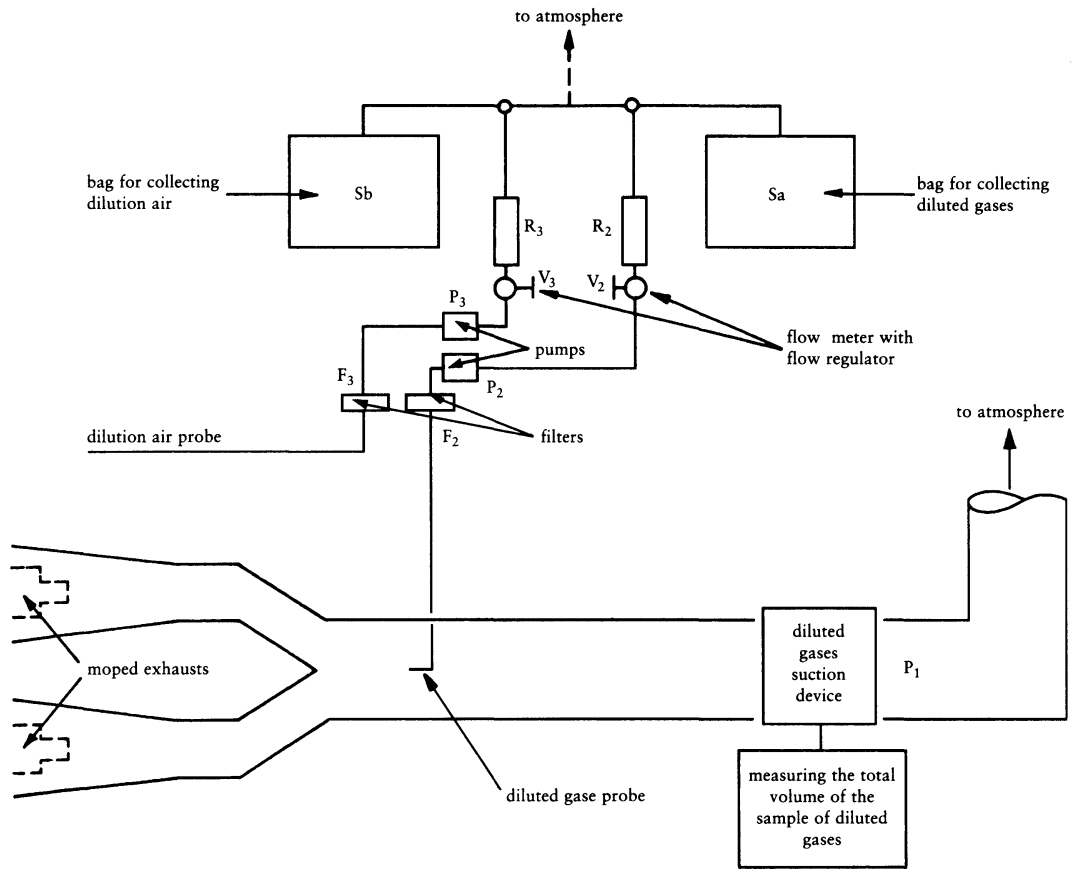 to atmosphere
bag for collecting
dilution air
Sb
Sa
bag for collecting
diluted gases
R3
R2
V3
V2
P3
flow meter with
flow regulator
pumps
P2
F3
F2
filters
dilution air probe
to atmosphere
moped exhausts
diluted
gases
suction
device
P1
diluted gase probe
measuring the total
volume of the
sample of diluted
gases